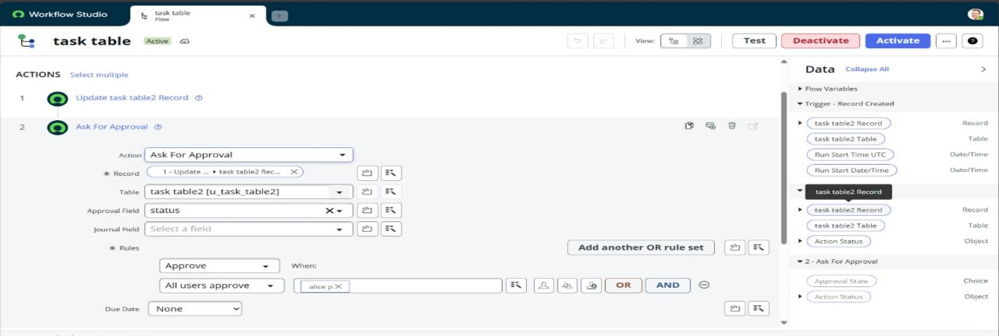 Workflow Studio
task table
Flow
task table Active
View:
Test
Deactivate
Activate
ACTIONS Select multiple
1 Update task table2 Record
2 Ask For Approval
Action Ask For Approval
* Record 1 - Update ... ▸ task table2 Rec...
Table task table2 [u_task_table2]
Approval Field status
Journal Field Select a field
* Rules Add another OR rule set
Approve When:
All users approve alice p OR AND
Due Date None
Data Collapse All
Flow Variables
Trigger - Record Created
task table2 Record Record
task table2 Table Table
Run Start Time UTC Date/Time
Run Start Date/Time Date/Time
task table2 Record
task table2 Record Record
task table2 Table Table
Action Status Object
2 - Ask For Approval
Approval State Choice
Action Status Object